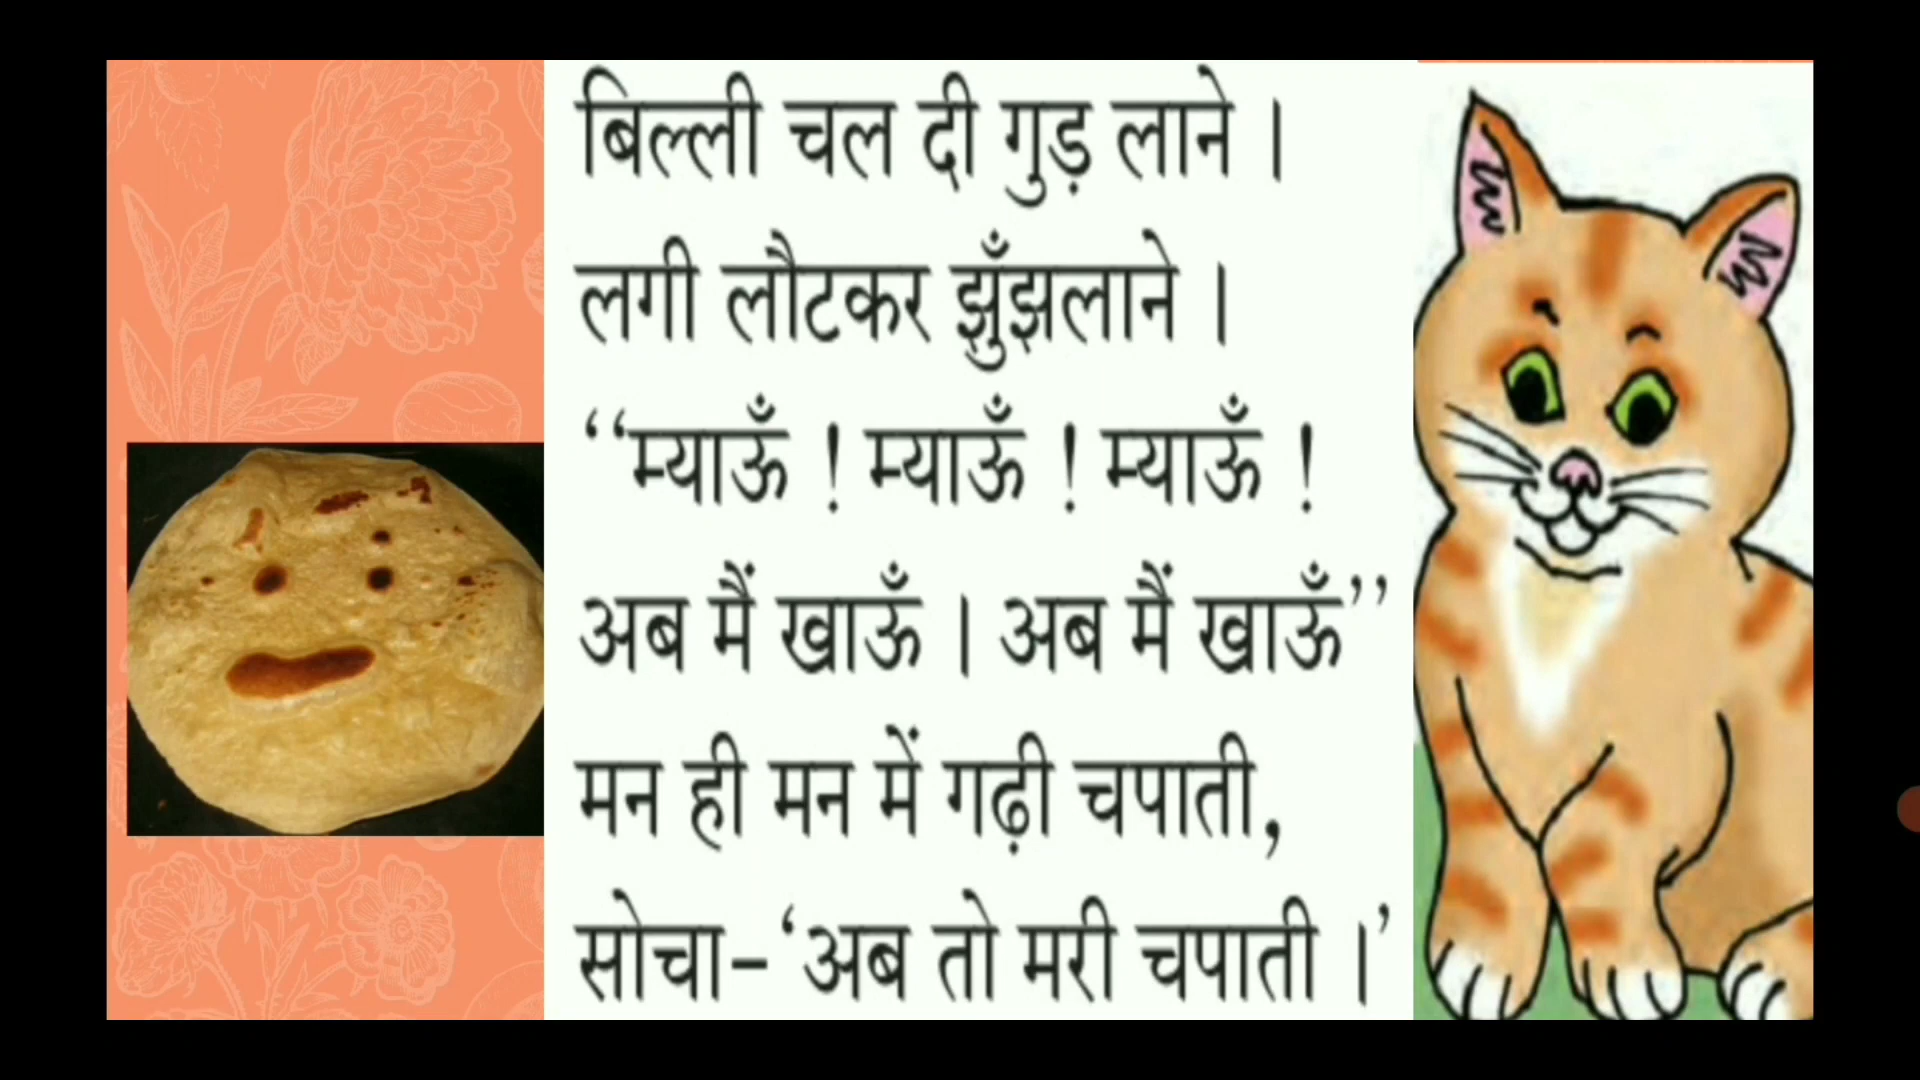 बिल्ली चल दी गुड़ लाने ।
लगी लौटकर झुँझलाने ।
‘‘म्याऊँ ! म्याऊँ ! म्याऊँ !
अब मैं खाऊँ । अब मैं खाऊँ’’
मन ही मन में गढ़ी चपाती,
सोचा–‘अब तो मरी चपाती ।’